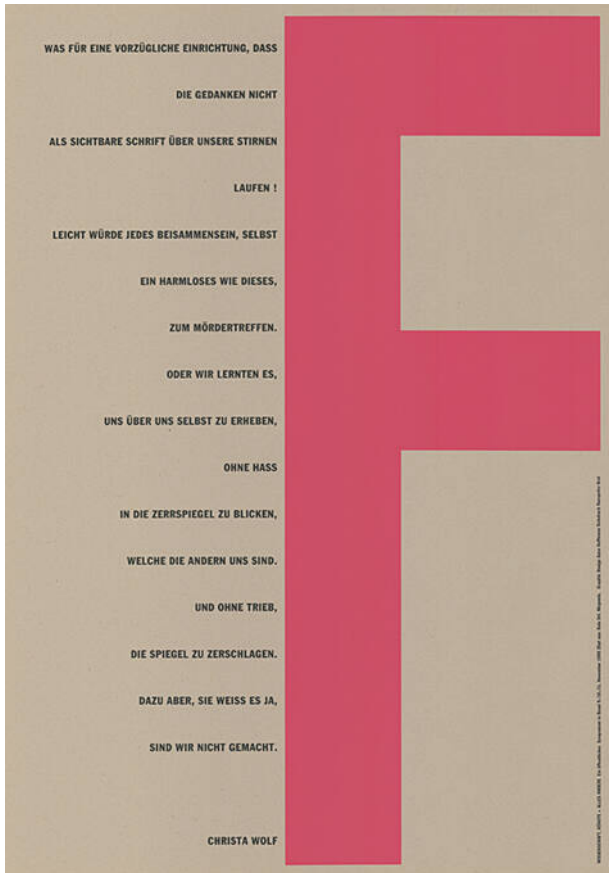 WAS FÜR EINE VORZÜGLICHE EINRICHTUNG, DASS
DIE GEDANKEN NICHT
ALS SICHTBARE SCHRIFT ÜBER UNSERE STIRNEN
LAUFEN !
LEICHT WÜRDE JEDES BEISAMMENSEIN, SELBST
EIN HARMLOSES WIE DIESES,
ZUM MÖRDERTREFFEN.
ODER WIR LERNTEN ES,
UNS ÜBER UNS SELBST ZU ERHEBEN,
OHNE HASS
IN DIE ZERRSPIEGEL ZU BLICKEN,
WELCHE DIE ANDERN UNS SIND.
UND OHNE TRIEB,
DIE SPIEGEL ZU ZERSCHLAGEN.
DAZU ABER, SIE WEISS ES JA,
SIND WIR NICHT GEMACHT.
CHRISTA WOLF
F